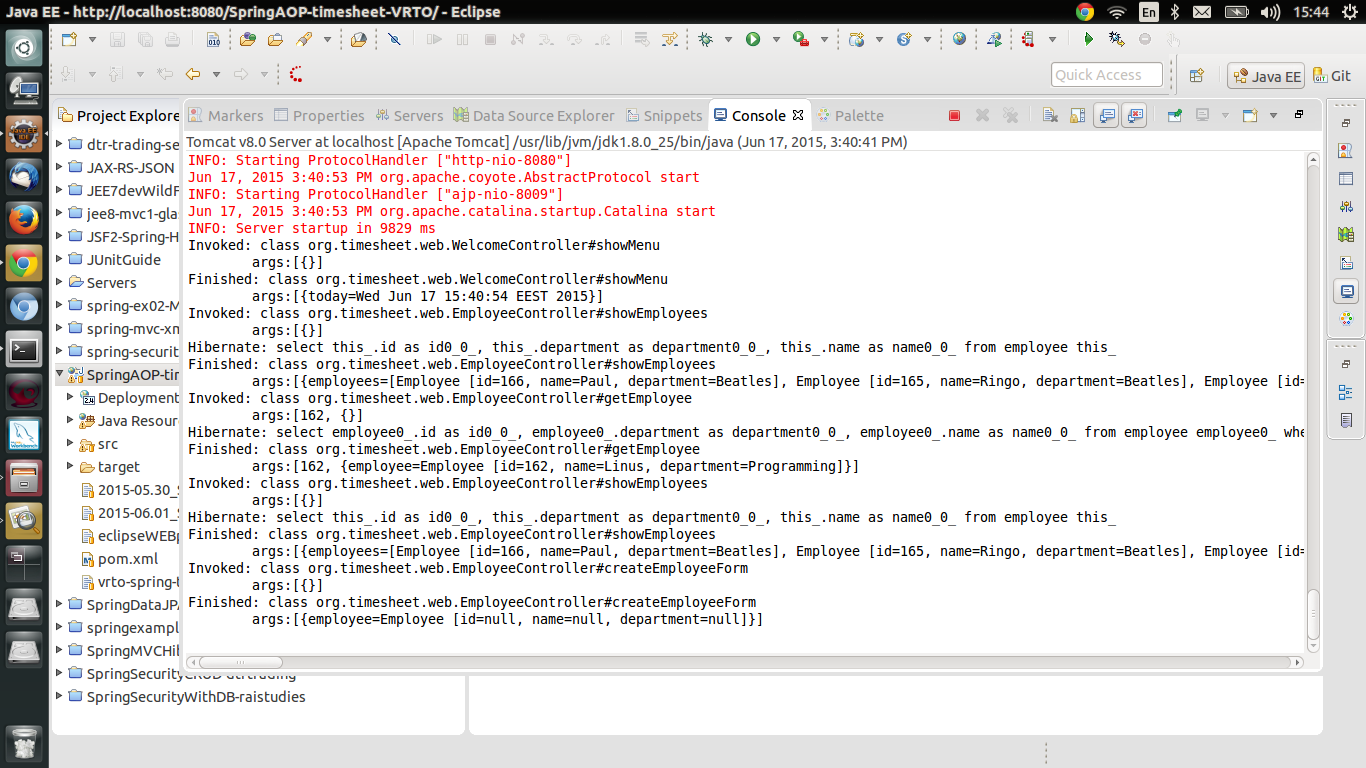 Java EE - http://localhost:8080/SpringAOP-timesheet-VRTO/ - Eclipse
En
15:44
Quick Access
Java EE
Git
Project Explore
Markers
Properties
Servers
Data Source Explorer
Snippets
Console
Palette
Tomcat v8.0 Server at localhost [Apache Tomcat] /usr/lib/jvm/jdk1.8.0_25/bin/java (Jun 17, 2015, 3:40:41 PM)
dtr-trading-se
JAX-RS-JSON
JEE7devWildF
jee8-mvc1-gla
JSF2-Spring-H
JUnitGuide
Servers
spring-ex02-M
spring-mvc-xm
spring-securit
SpringAOP-tim
Deployment
Java Resour
src
target
2015-05.30_S
2015-06.01_S
eclipseWEBp
pom.xml
vrto-spring-t
SpringDataJPA
springexampl
SpringMVCHib
SpringSecurityCRUD-dtrtrading
SpringSecurityWithDB-raistudies
INFO: Starting ProtocolHandler ["http-nio-8080"]
Jun 17, 2015 3:40:53 PM org.apache.coyote.AbstractProtocol start
INFO: Starting ProtocolHandler ["ajp-nio-8009"]
Jun 17, 2015 3:40:53 PM org.apache.catalina.startup.Catalina start
INFO: Server startup in 9829 ms
Invoked: class org.timesheet.web.WelcomeController#showMenu
args:[{}]
Finished: class org.timesheet.web.WelcomeController#showMenu
args:[{today=Wed Jun 17 15:40:54 EEST 2015}]
Invoked: class org.timesheet.web.EmployeeController#showEmployees
args:[{}]
Hibernate: select this_.id as id0_0_, this_.department as department0_0_, this_.name as name0_0_ from employee this_
Finished: class org.timesheet.web.EmployeeController#showEmployees
args:[{employees=[Employee [id=166, name=Paul, department=Beatles], Employee [id=165, name=Ringo, department=Beatles], Employee [id=
Invoked: class org.timesheet.web.EmployeeController#getEmployee
args:[162, {}]
Hibernate: select employee0_.id as id0_0_, employee0_.department as department0_0_, employee0_.name as name0_0_ from employee employee0_ whe
Finished: class org.timesheet.web.EmployeeController#getEmployee
args:[162, {employee=Employee [id=162, name=Linus, department=Programming]}]
Invoked: class org.timesheet.web.EmployeeController#showEmployees
args:[{}]
Hibernate: select this_.id as id0_0_, this_.department as department0_0_, this_.name as name0_0_ from employee this_
Finished: class org.timesheet.web.EmployeeController#showEmployees
args:[{employees=[Employee [id=166, name=Paul, department=Beatles], Employee [id=165, name=Ringo, department=Beatles], Employee [id=
Invoked: class org.timesheet.web.EmployeeController#createEmployeeForm
args:[{}]
Finished: class org.timesheet.web.EmployeeController#createEmployeeForm
args:[{employee=Employee [id=null, name=null, department=null]}]